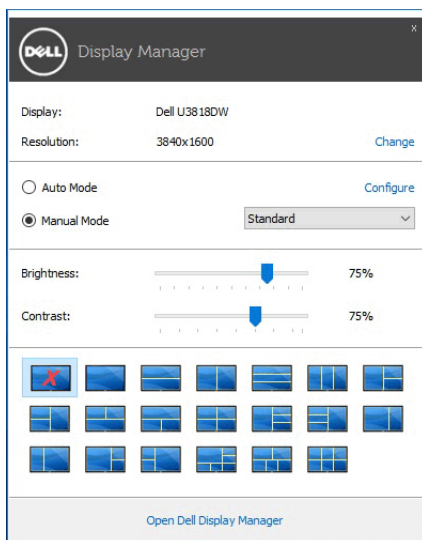 x
DELL Display Manager
Display: Dell U3818DW
Resolution: 3840x1600 Change
Auto Mode Configure
Manual Mode Standard
Brightness: 75%
Contrast: 75%
Open Dell Display Manager